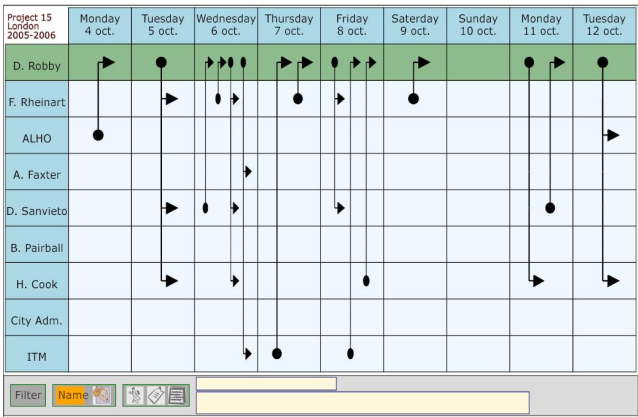 Project 15
London
2005-2006
Monday Tuesday Wednesday Thursday Friday Saterday Sunday Monday Tuesday
4 oct. 5 oct. 6 oct. 7 oct. 8 oct. 9 oct. 10 oct. 11 oct. 12 oct.
D. Robby
F. Rheinart
ALHO
A. Faxter
D. Sanvieto
B. Pairball
H. Cook
City Adm.
ITM
Filter Name